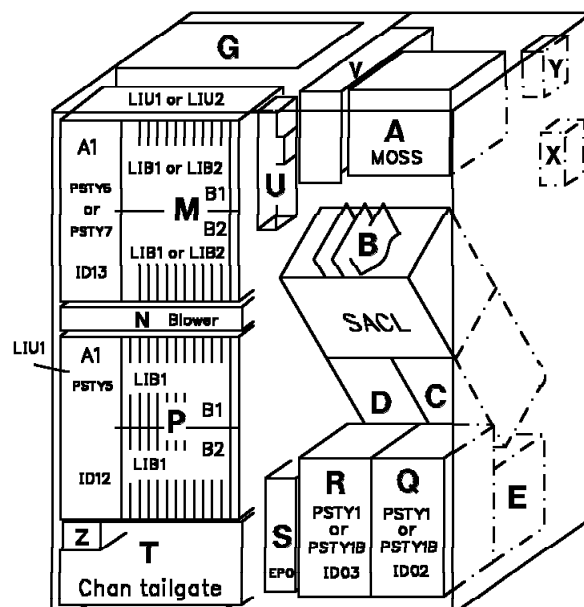 G
LIU1 or LIU2
V
Y
A1
LIB1 or LIB2
A
MOSS
X
PSTY6
or
PSTY7
M
B1
B2
U
LIB1 or LIB2
ID13
B
N Blower
SACL
LIU1
A1
PSTY5
LIB1
P
B1
B2
LIB1
ID12
D
C
R
Q
E
PSTY1
or
PSTY1B
ID03
PSTY1
or
PSTY1B
ID02
S
EPO
Z
T
Chan tailgate